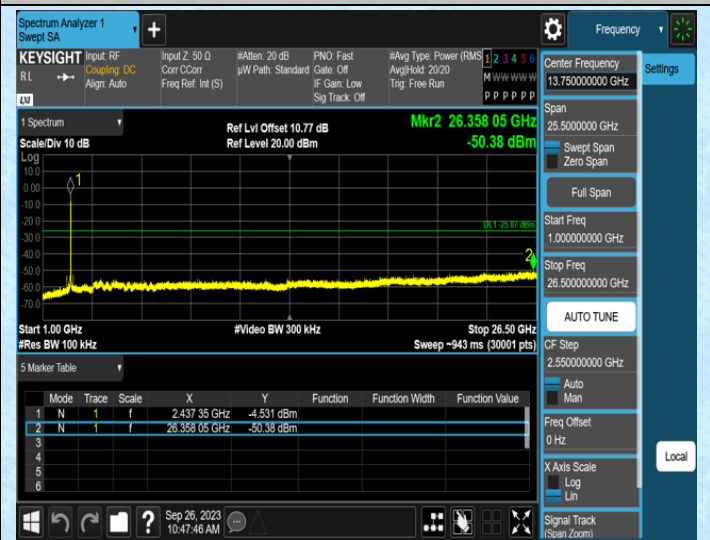 Spectrum Analyzer 1
Swept SA
Frequency
KEYSIGHT
R L
LXI
Input: RF
Coupling: DC
Align: Auto
Input Z: 50 Ω
Corr CCorr
Freq Ref: Int (S)
#Atten: 20 dB
µW Path: Standard
PNO: Fast
Gate: Off
IF Gain: Low
Sig Track: Off
#Avg Type: Power (RMS
Avg|Hold: 20/20
Trig: Free Run
1 2 3 4 5 6
M W W W W W
P P P P P P
1 Spectrum
Scale/Div 10 dB
Ref Lvl Offset 10.77 dB
Ref Level 20.00 dBm
Mkr2 26.358 05 GHz
-50.38 dBm
Log
10.0
0.00
-10.0
-20.0
-30.0
-40.0
-50.0
-60.0
-70.0
1
DL1 -25.87 dBm
2
Start 1.00 GHz
#Res BW 100 kHz
#Video BW 300 kHz
Stop 26.50 GHz
Sweep ~943 ms (30001 pts)
5 Marker Table
Mode Trace Scale X Y Function Function Width Function Value
1 N 1 f 2.437 35 GHz -4.531 dBm
2 N 1 f 26.358 05 GHz -50.38 dBm
3
4
5
6
?
Sep 26, 2023
10:47:46 AM
Center Frequency
13.750000000 GHz
Settings
Span
25.5000000 GHz
Swept Span
Zero Span
Full Span
Start Freq
1.000000000 GHz
Stop Freq
26.500000000 GHz
AUTO TUNE
CF Step
2.550000000 GHz
Auto
Man
Freq Offset
0 Hz
X Axis Scale
Log
Lin
Signal Track
(Span Zoom)
Local